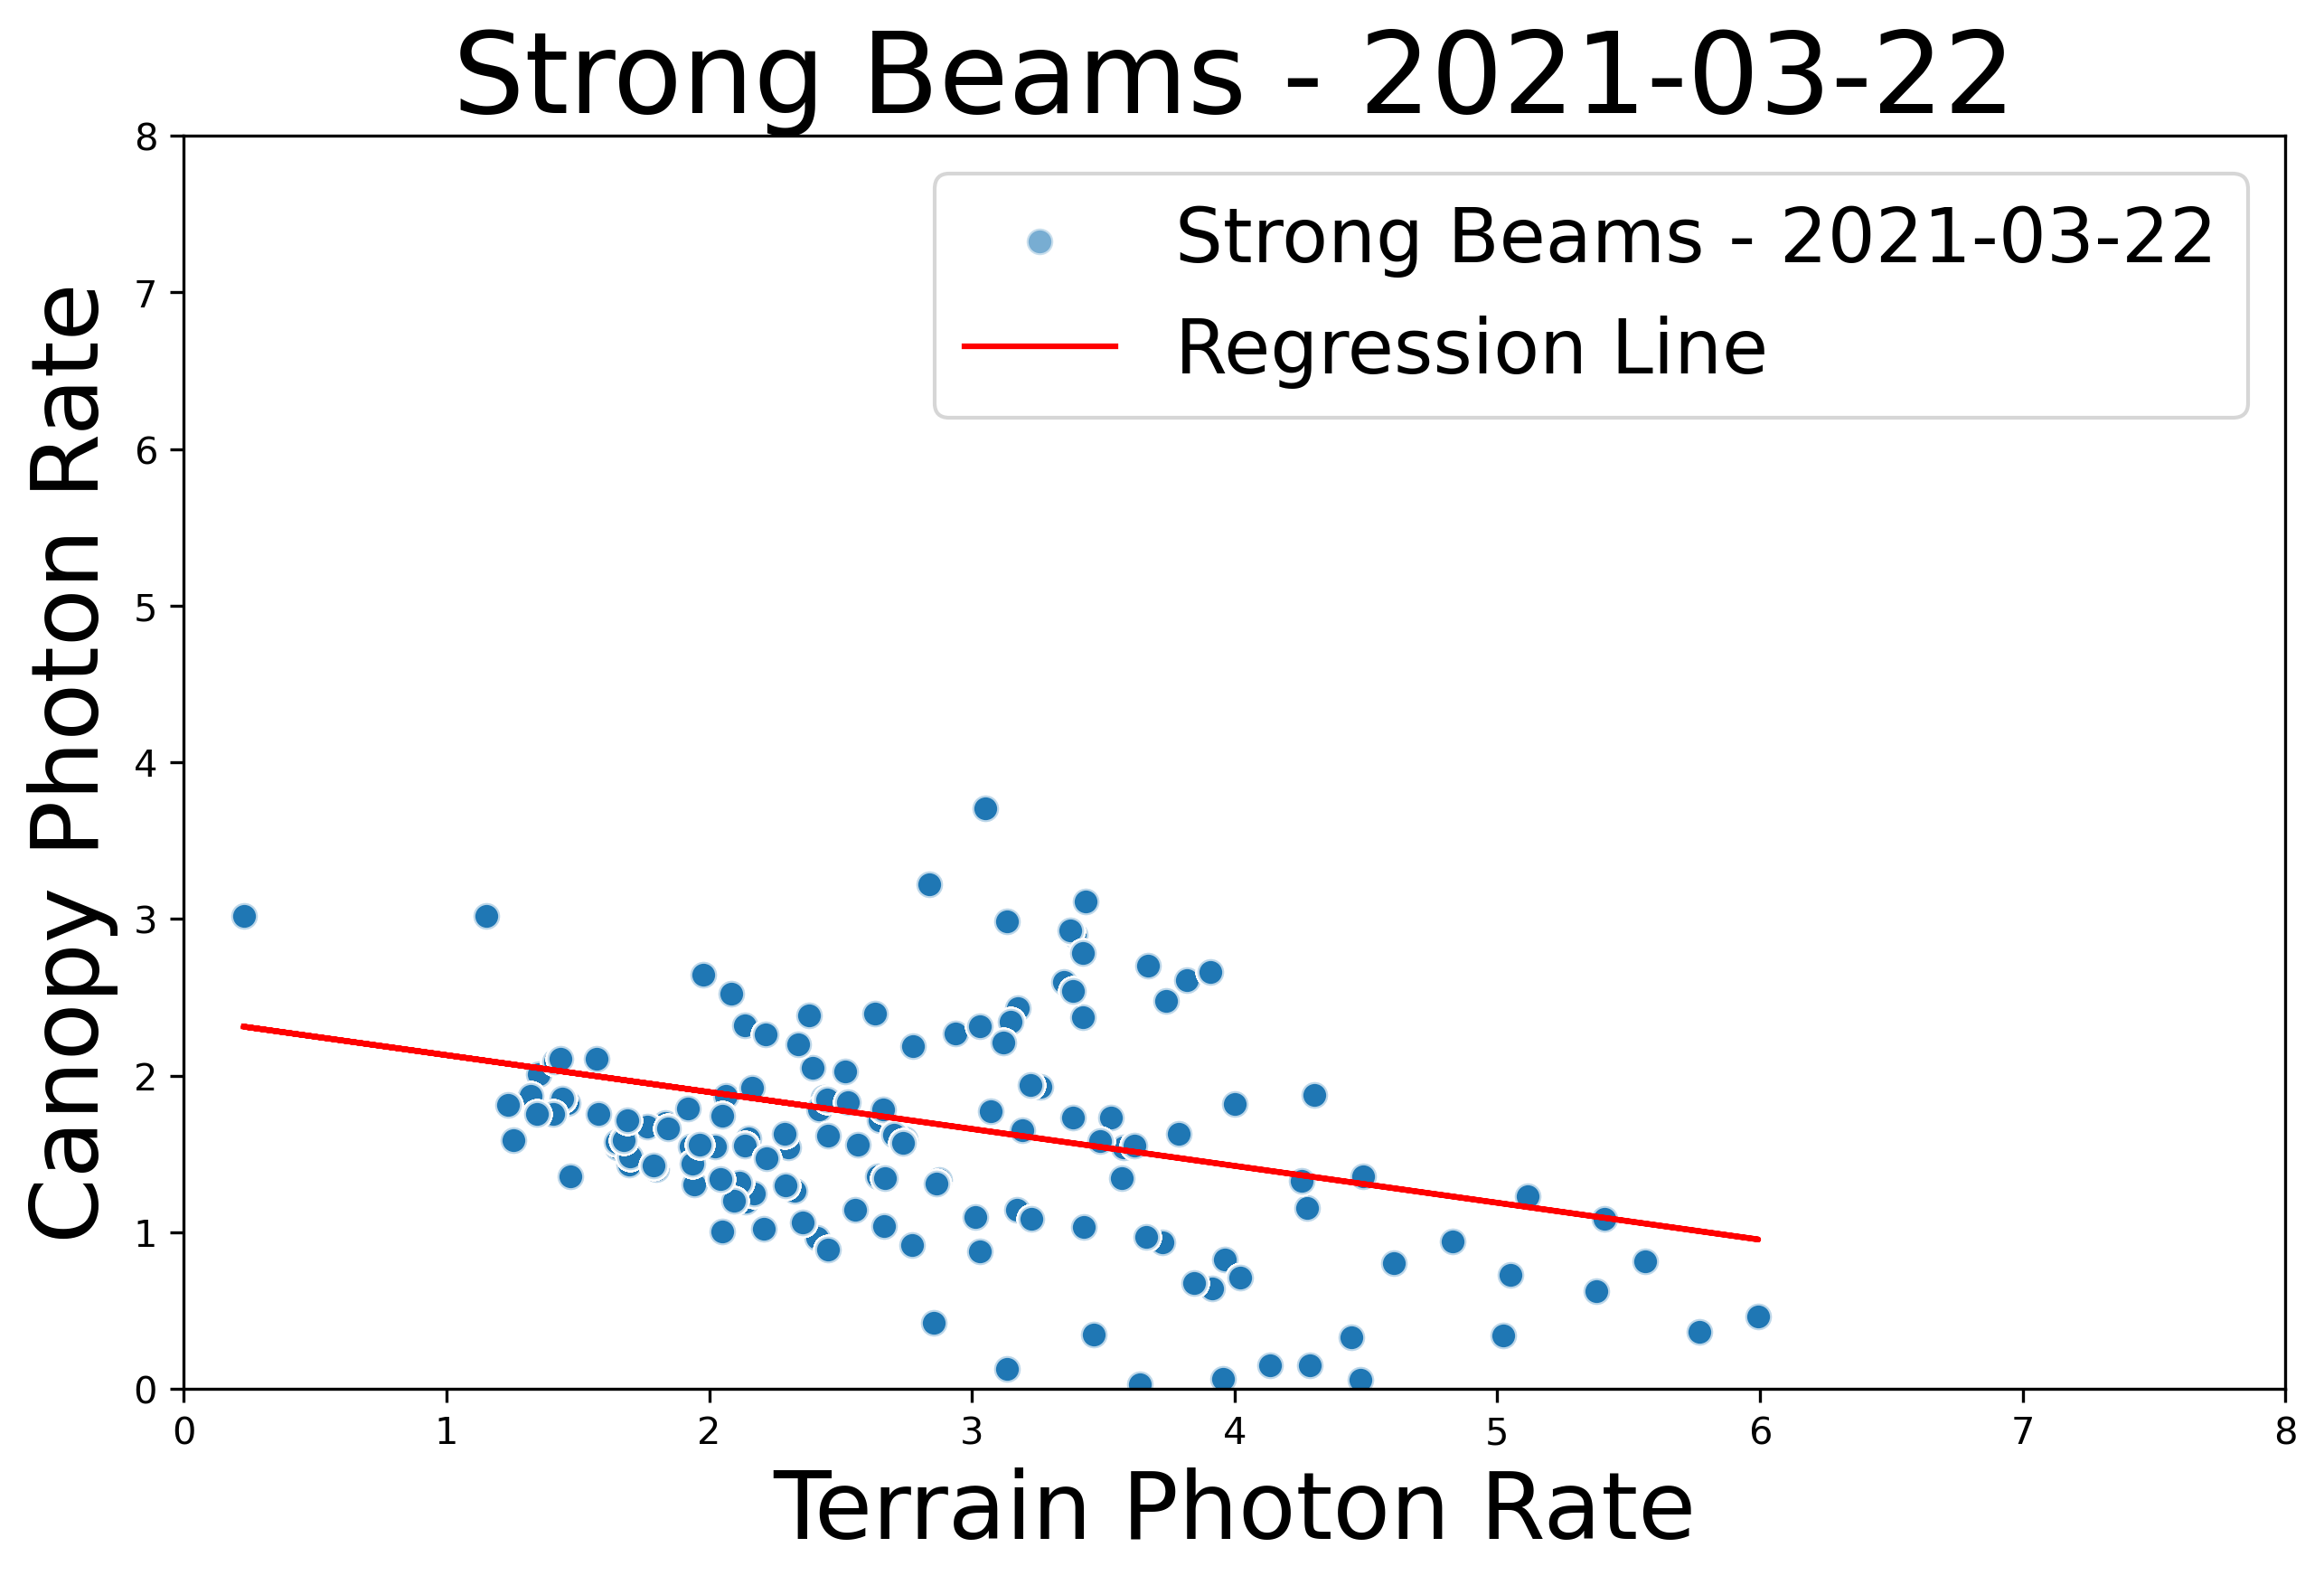 Strong Beams - 2021-03-22
Strong Beams - 2021-03-22
Regression Line
Canopy Photon Rate
8
7
6
5
4
3
2
1
0
0 1 2 3 4 5 6 7 8
Terrain Photon Rate